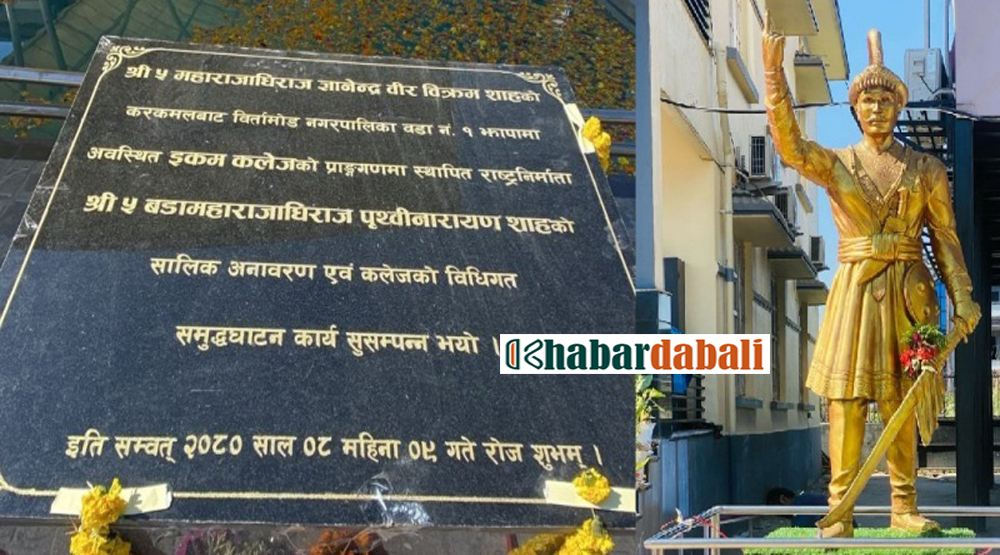 श्री ५ महाराजाधिराज ज्ञानेन्द्र वीर विक्रम शाहको
करकमलबाट विर्तामोड नगरपालिका वडा नं. १ झापामा
अवस्थित इकम कलेजको प्राङ्गणमा स्थापित राष्ट्रनिर्माता
श्री ५ बडामहाराजाधिराज पृथ्वीनारायण शाहको
सालिक अनावरण एवं कलेजको विधिगत
समुद्घघाटन कार्य सुसम्पन्न भयो ।
इति सम्वत् २०८० साल ०८ महिना ०९ गते रोज शुभम् ।
Khabardabali